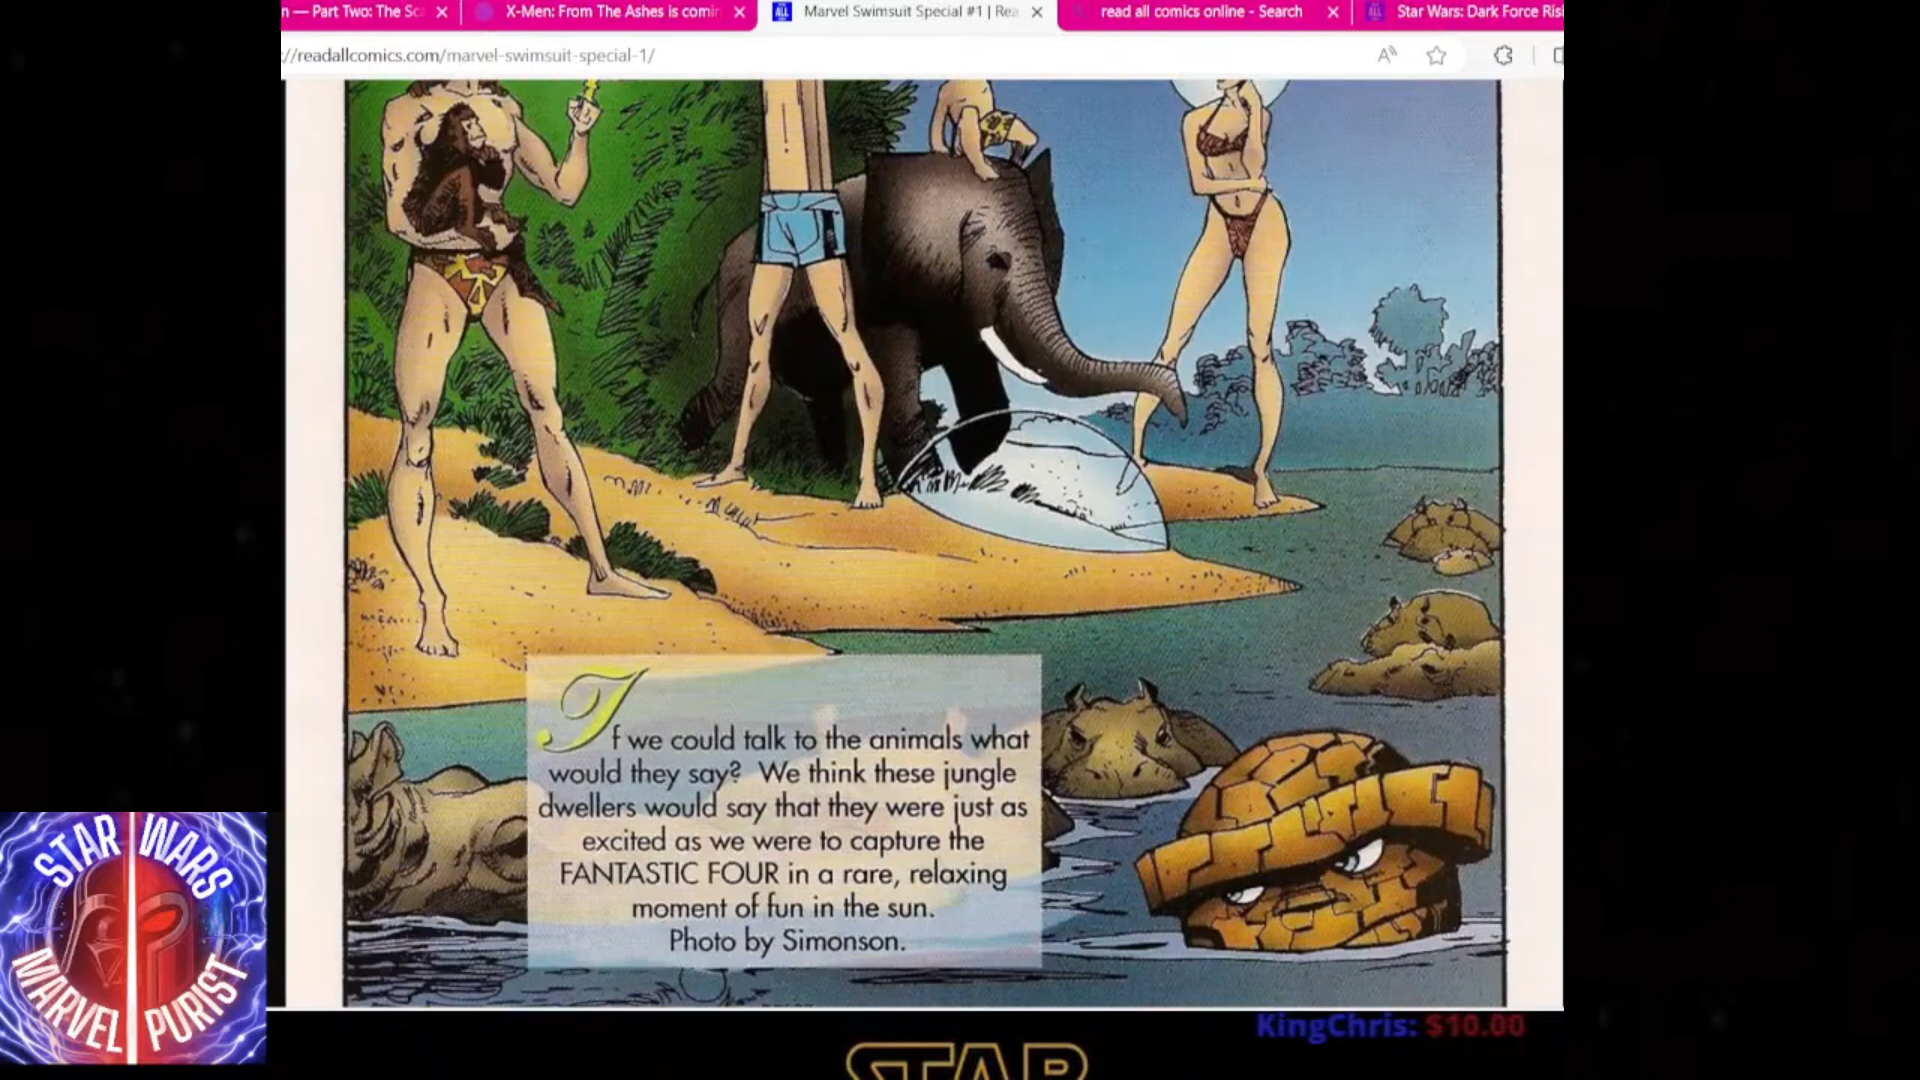 n — Part Two: The Sca
X-Men: From The Ashes is comin
Marvel Swimsuit Special #1 | Rea
read all comics online - Search
Star Wars: Dark Force Ris
://readallcomics.com/marvel-swimsuit-special-1/
If we could talk to the animals what
would they say? We think these jungle
dwellers would say that they were just as
excited as we were to capture the
FANTASTIC FOUR in a rare, relaxing
moment of fun in the sun.
Photo by Simonson.
STAR WARS
MARVEL PURIST
KingChris: $10.00
STAR